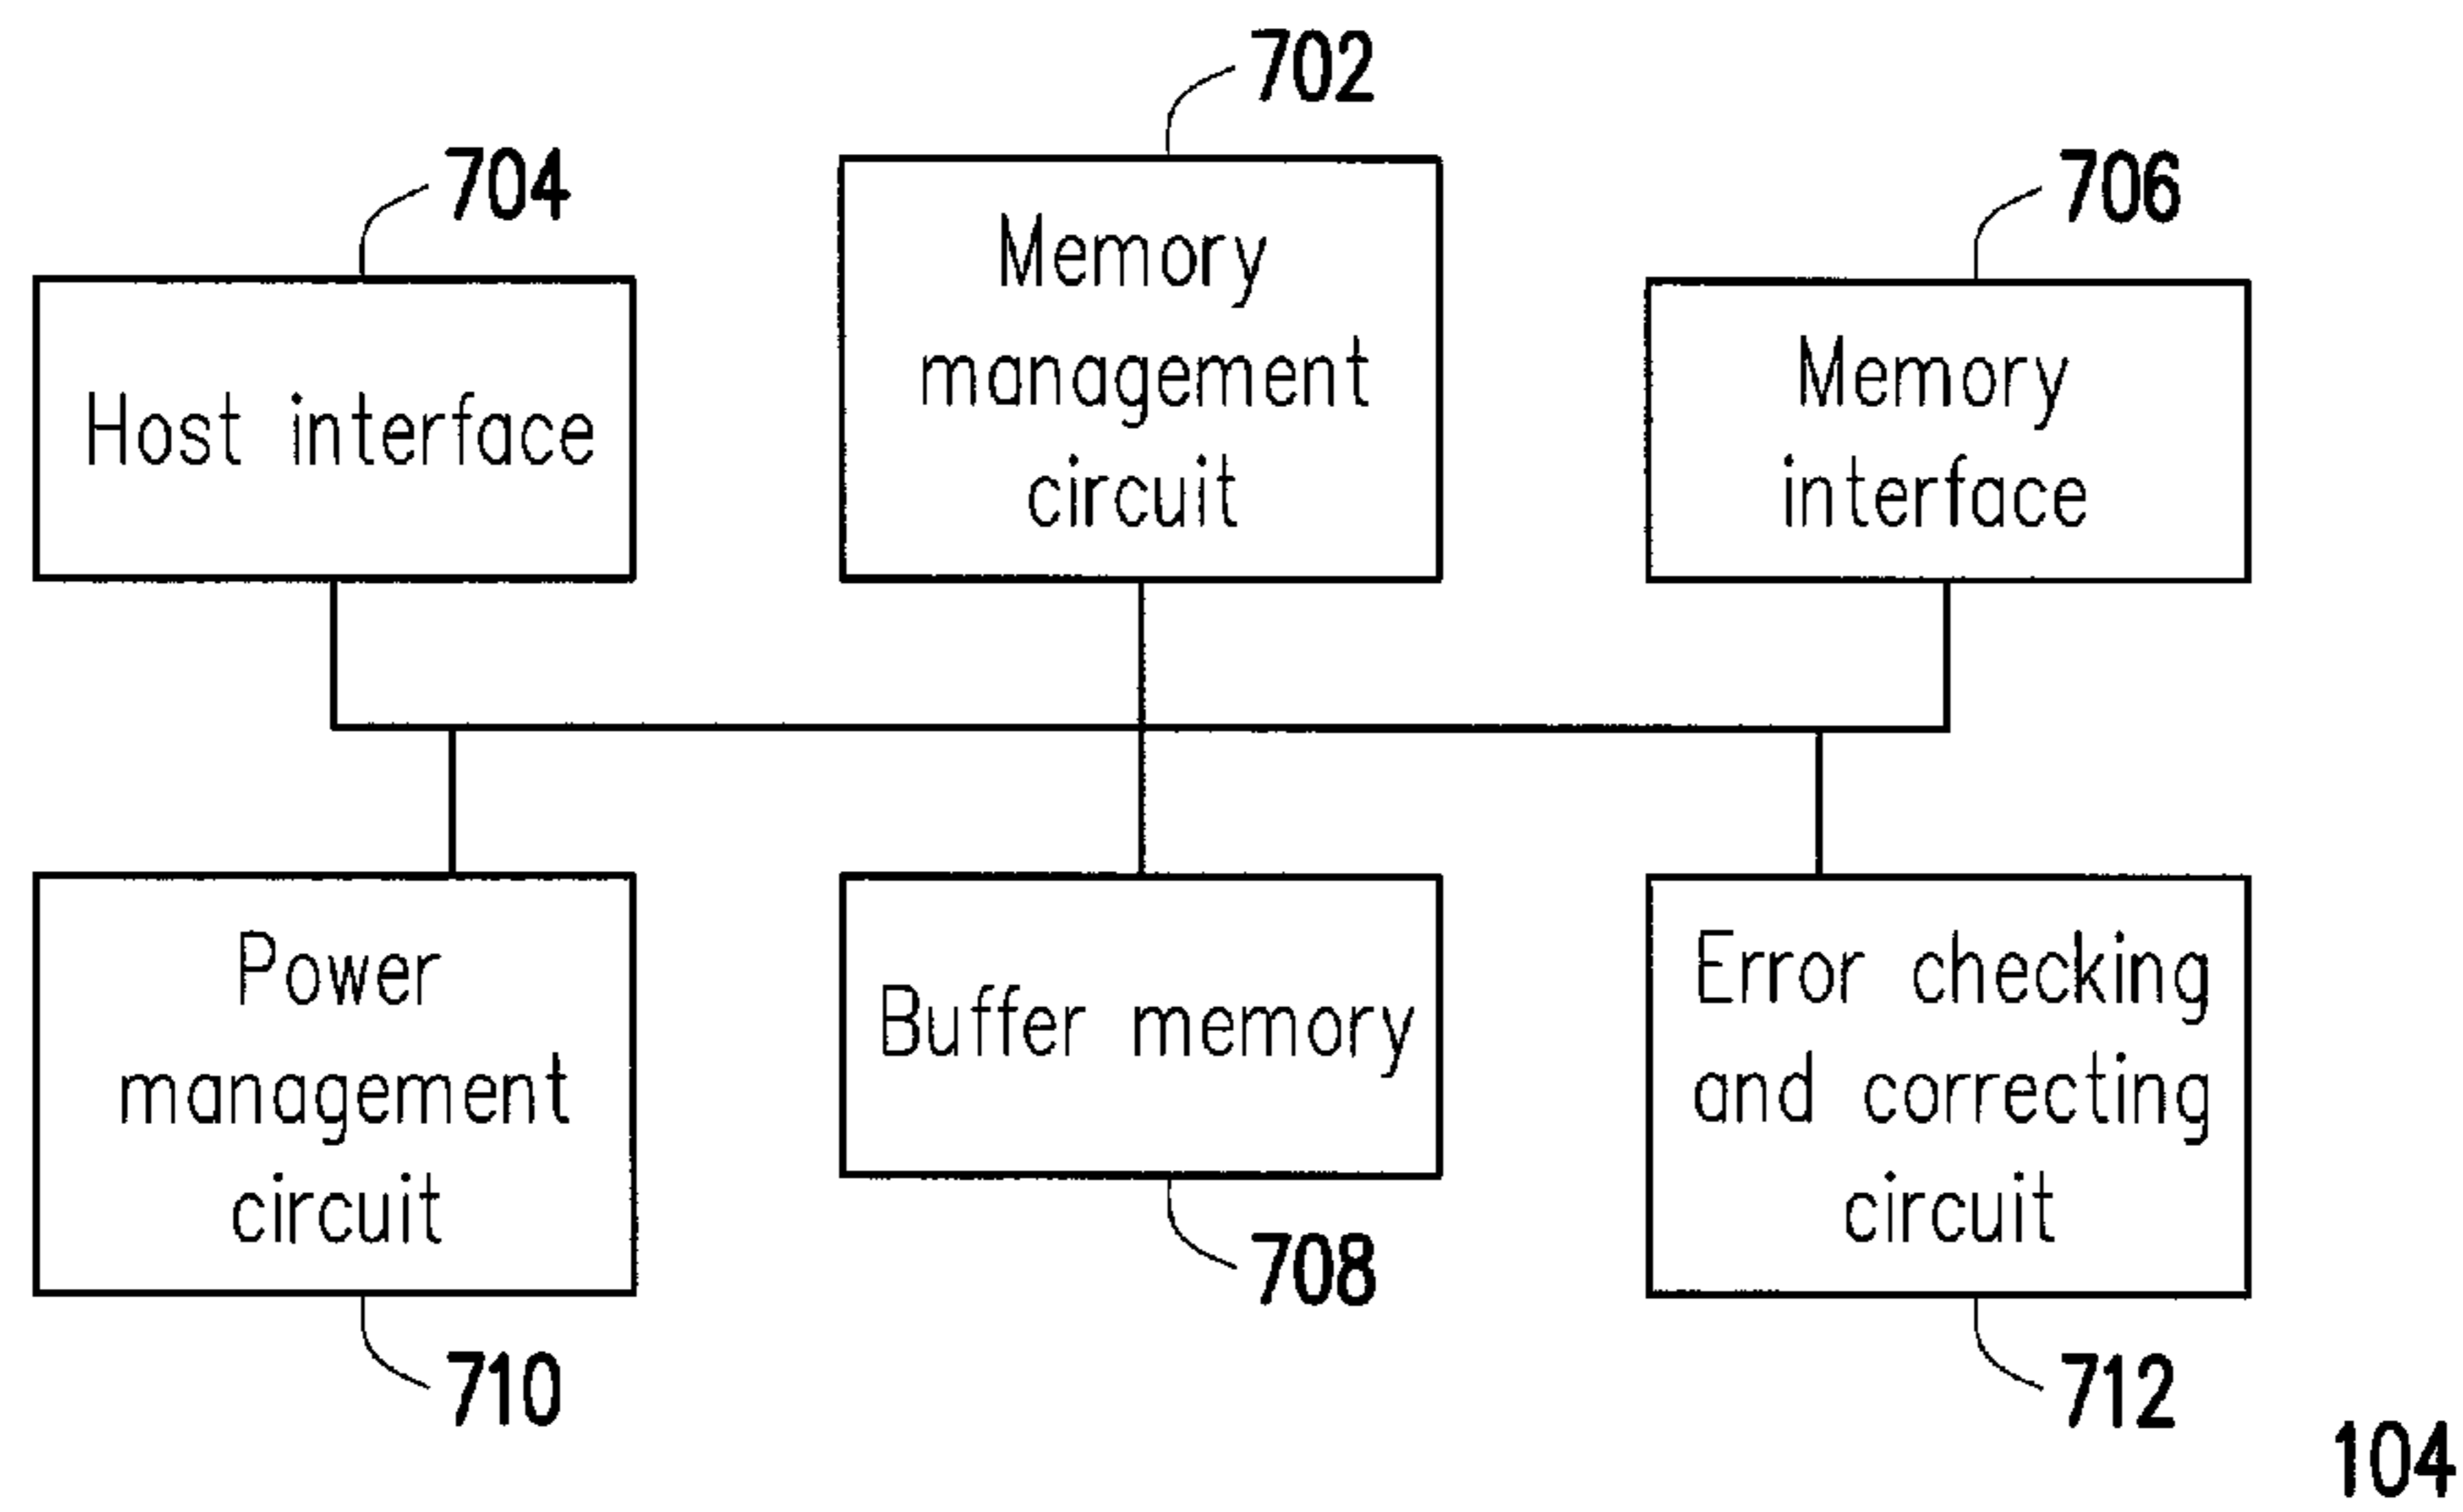 702
704
706
Memory
management
circuit
Host interface
Memory
interface
Power
management
circuit
Buffer memory
Error checking
and correcting
circuit
708
710
712
104